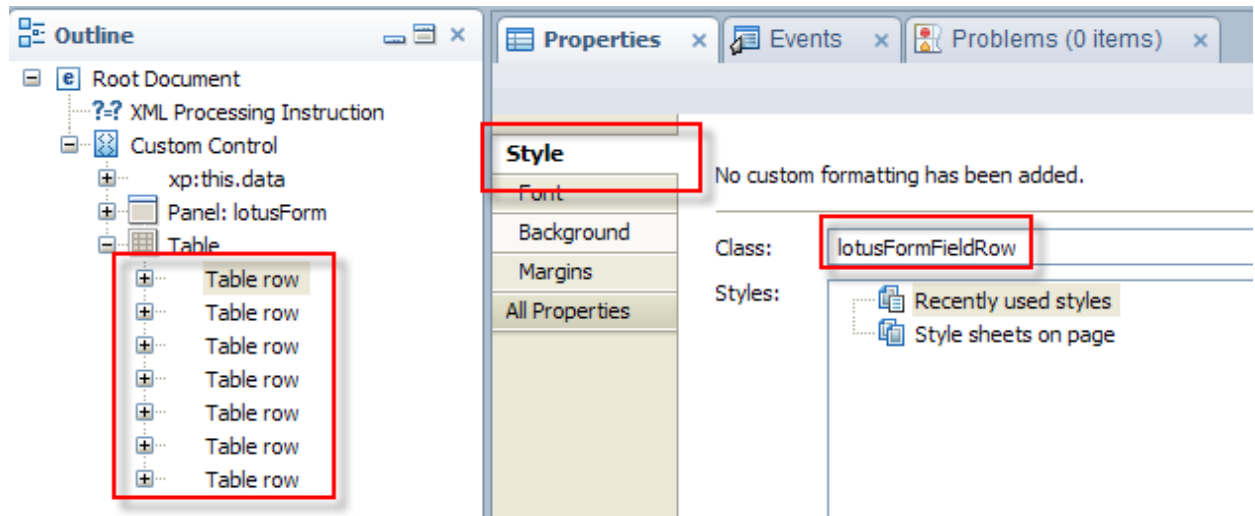 Outline
Root Document
?=? XML Processing Instruction
Custom Control
xp:this.data
Panel: lotusForm
Table
Table row
Table row
Table row
Table row
Table row
Table row
Table row
Properties Events Problems (0 items)
Style
Font
Background
Margins
All Properties
No custom formatting has been added.
Class: lotusFormFieldRow
Styles: Recently used styles
Style sheets on page